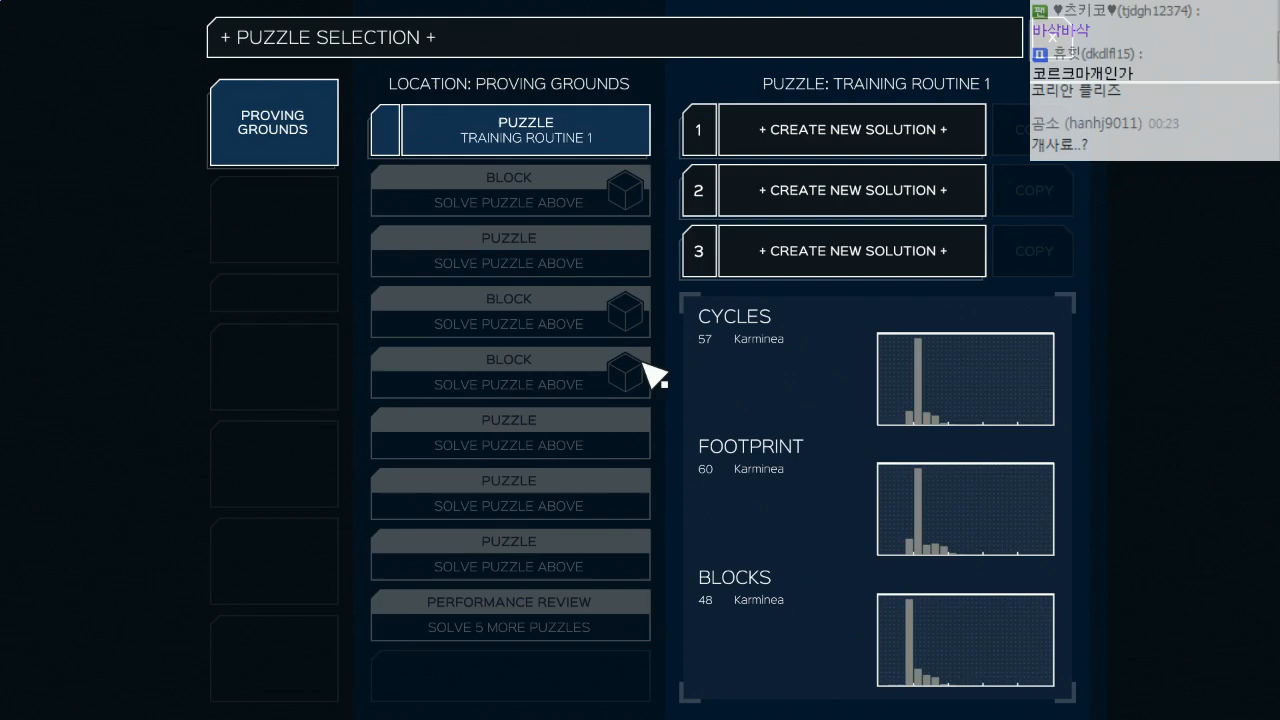 + PUZZLE SELECTION +
PROVING
GROUNDS
LOCATION: PROVING GROUNDS
PUZZLE
TRAINING ROUTINE 1
BLOCK
SOLVE PUZZLE ABOVE
PUZZLE
SOLVE PUZZLE ABOVE
BLOCK
SOLVE PUZZLE ABOVE
BLOCK
SOLVE PUZZLE ABOVE
PUZZLE
SOLVE PUZZLE ABOVE
PUZZLE
SOLVE PUZZLE ABOVE
PUZZLE
SOLVE PUZZLE ABOVE
PERFORMANCE REVIEW
SOLVE 5 MORE PUZZLES
PUZZLE: TRAINING ROUTINE 1
1 + CREATE NEW SOLUTION +
2 + CREATE NEW SOLUTION + COPY
3 + CREATE NEW SOLUTION + COPY
CYCLES
57 Karminea
FOOTPRINT
60 Karminea
BLOCKS
48 Karminea
팬 ♥츠키코♥(tjdgh12374) :
바삭바삭
(dkdlfl15) :
코르크마개인가
코리안 플리즈
곰소 (hanhj9011) 00:23
개사료..?